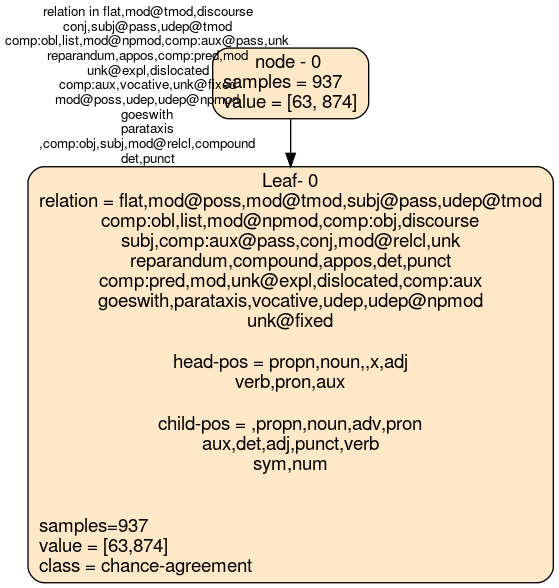 relation in flat,mod@tmod,discourse
conj,subj@pass,udep@tmod
comp:obl,list,mod@npmod,comp:aux@pass,unk
reparandum,appos,comp:pred,mod
unk@expl,dislocated
comp:aux,vocative,unk@fixed
mod@poss,udep,udep@npmod
goeswith
parataxis
,comp:obj,subj,mod@relcl,compound
det,punct
node - 0
samples = 937
value = [63, 874]
Leaf- 0
relation = flat,mod@poss,mod@tmod,subj@pass,udep@tmod
comp:obl,list,mod@npmod,comp:obj,discourse
subj,comp:aux@pass,conj,mod@relcl,unk
reparandum,compound,appos,det,punct
comp:pred,mod,unk@expl,dislocated,comp:aux
goeswith,parataxis,vocative,udep,udep@npmod
unk@fixed
head-pos = propn,noun,,x,adj
verb,pron,aux
child-pos = ,propn,noun,adv,pron
aux,det,adj,punct,verb
sym,num
samples=937
value = [63,874]
class = chance-agreement